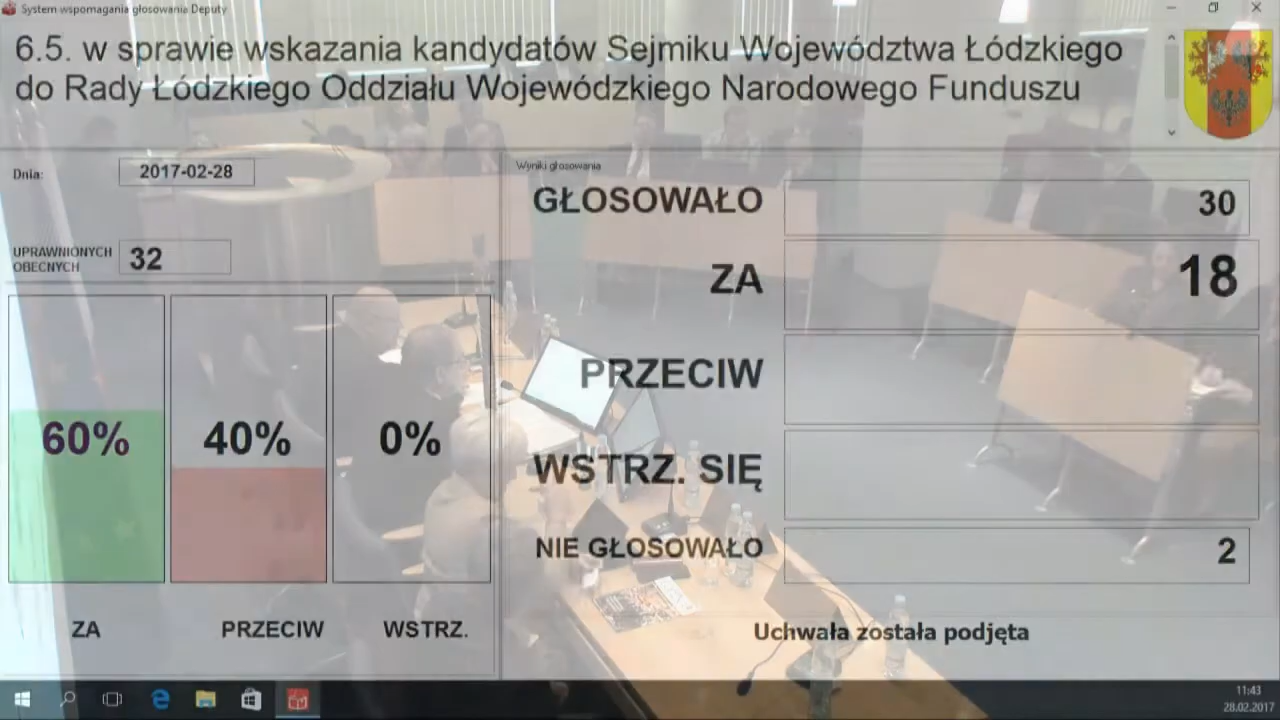 System wspomagania głosowania Deputy
6.5. w sprawie wskazania kandydatów Sejmiku Województwa Łódzkiego
do Rady Łódzkiego Oddziału Wojewódzkiego Narodowego Funduszu
Dnia:
2017-02-28
UPRAWNIONYCH
OBECNYCH
32
60%
40%
0%
ZA
PRZECIW
WSTRZ.
Wyniki głosowania
GŁOSOWAŁO
30
ZA
18
PRZECIW
WSTRZ. SIĘ
NIE GŁOSOWAŁO
2
Uchwała została podjęta
11:43
28.02.2017